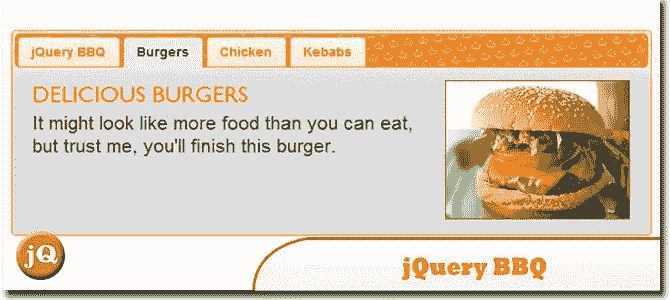 jQuery BBQ
Burgers
Chicken
Kebabs
DELICIOUS BURGERS
It might look like more food than you can eat,
but trust me, you'll finish this burger.
jQ
jQuery BBQ